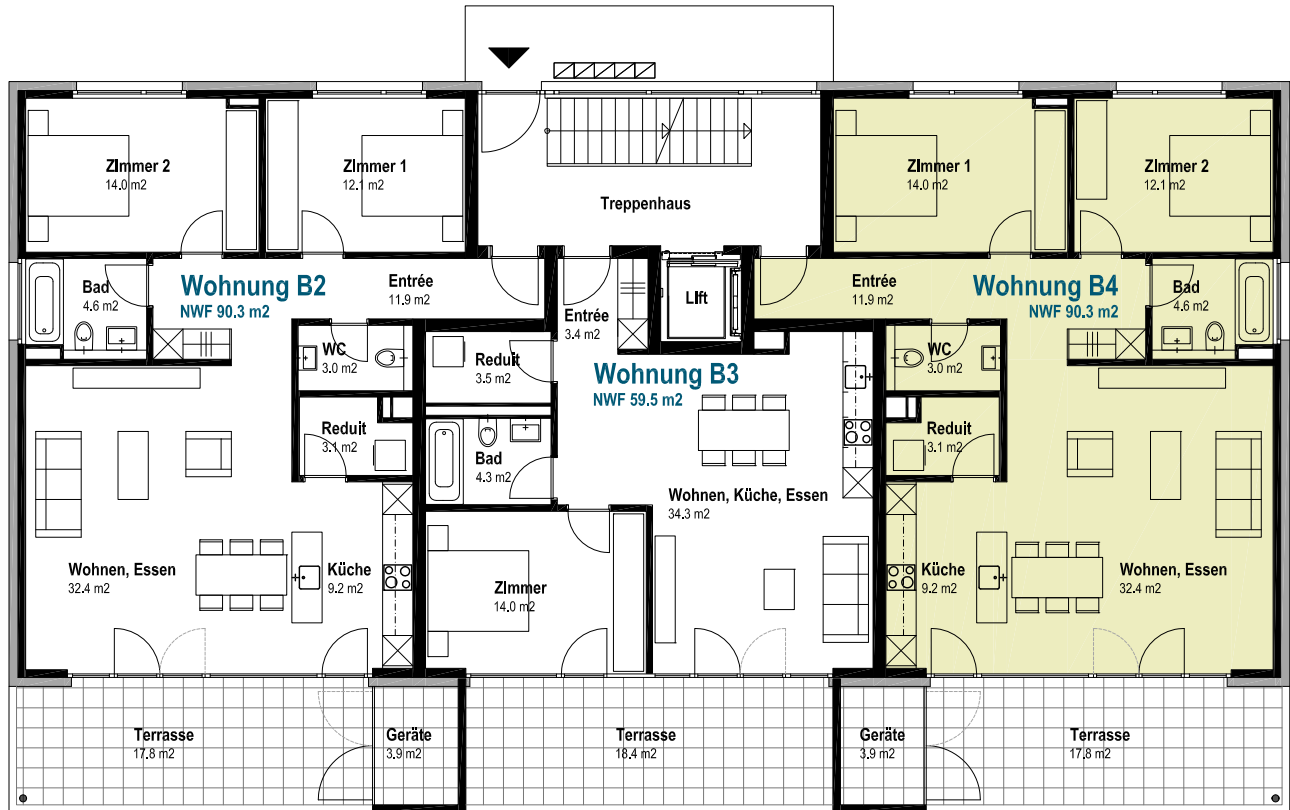 Zimmer 2
14.0 m2
Zimmer 1
12.1 m2
Treppenhaus
Zimmer 1
14.0 m2
Zimmer 2
12.1 m2
Bad
4.6 m2
Wohnung B2
NWF 90.3 m2
Entrée
11.9 m2
Entrée
3.4 m2
Lift
Entrée
11.9 m2
Wohnung B4
NWF 90.3 m2
Bad
4.6 m2
WC
3.0 m2
Reduit
3.5 m2
Wohnung B3
NWF 59.5 m2
WC
3.0 m2
Reduit
3.1 m2
Bad
4.3 m2
Wohnen, Küche, Essen
34.3 m2
Reduit
3.1 m2
Wohnen, Essen
32.4 m2
Küche
9.2 m2
Zimmer
14.0 m2
Küche
9.2 m2
Wohnen, Essen
32.4 m2
Terrasse
17.8 m2
Geräte
3.9 m2
Terrasse
18.4 m2
Geräte
3.9 m2
Terrasse
17.8 m2